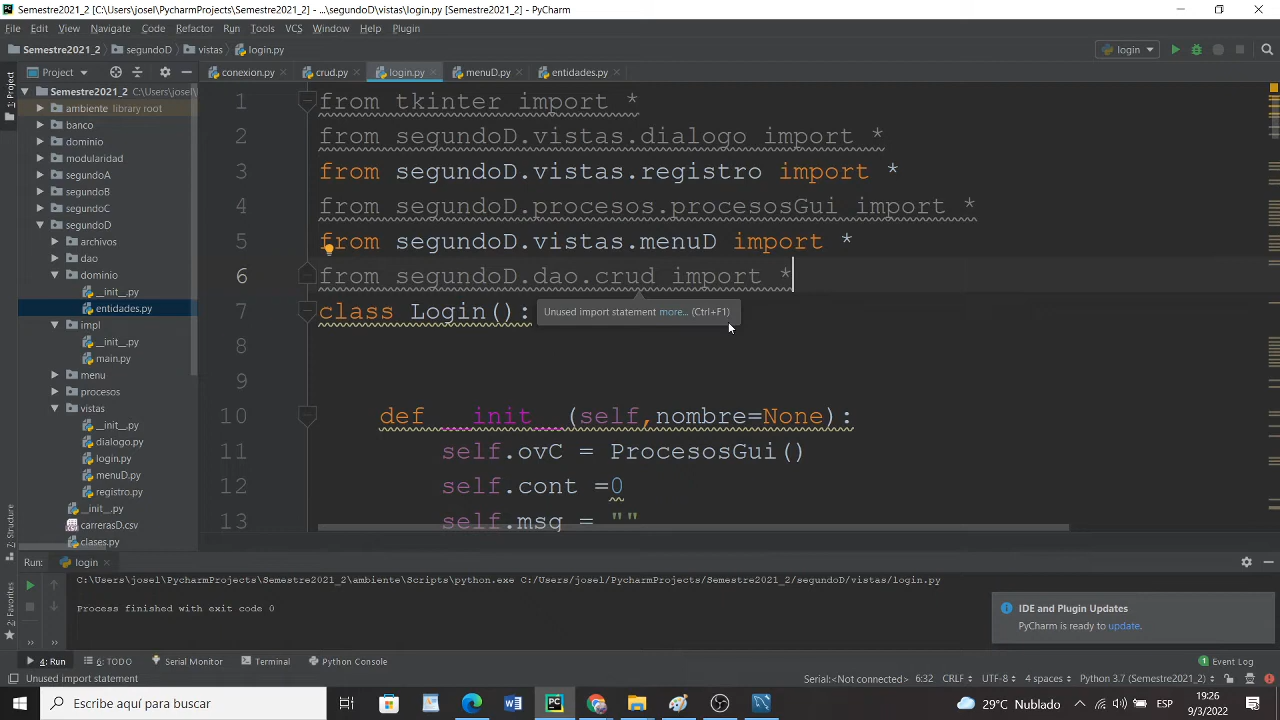 Semestre2021_2 [C:\Users\josel\PycharmProjects\Semestre2021_2] - ...\segundoD\vistas\login.py - PyCharm
File Edit View Navigate Code Refactor Run Tools VCS Window Help Plugin
Semestre2021_2 segundoD vistas login.py login
Project conexion.py crud.py login.py menuD.py entidades.py
1: Project
Semestre2021_2 C:\Users\josel\P
ambiente library root
banco
dominio
modularidad
segundoA
segundoB
segundoC
segundoD
archivos
dao
dominio
__init__.py
entidades.py
impl
__init__.py
main.py
menu
procesos
vistas
__init__.py
dialogo.py
login.py
menuD.py
registro.py
__init__.py
carrerasD.csv
clases.py
1 from tkinter import *
2 from segundoD.vistas.dialogo import *
3 from segundoD.vistas.registro import *
4 from segundoD.procesos.procesosGui import *
5 from segundoD.vistas.menuD import *
6 from segundoD.dao.crud import *
7 class Login():
Unused import statement more... (Ctrl+F1)
8
9
10 def __init__(self,nombre=None):
11 self.ovC = ProcesosGui()
12 self.cont =0
13 self.msg = ""
Z: Structure
2: Favorites
Run: login
C:\Users\josel\PycharmProjects\Semestre2021_2\ambiente\Scripts\python.exe C:/Users/josel/PycharmProjects/Semestre2021_2/segundoD/vistas/login.py
Process finished with exit code 0
IDE and Plugin Updates
PyCharm is ready to update.
4: Run 6: TODO Serial Monitor Terminal Python Console 1 Event Log
Unused import statement Serial:<Not connected> 6:32 CRLF UTF-8 4 spaces Python 3.7 (Semestre2021_2)
Escribe aquí para buscar 29°C Nublado ESP 19:26
9/3/2022